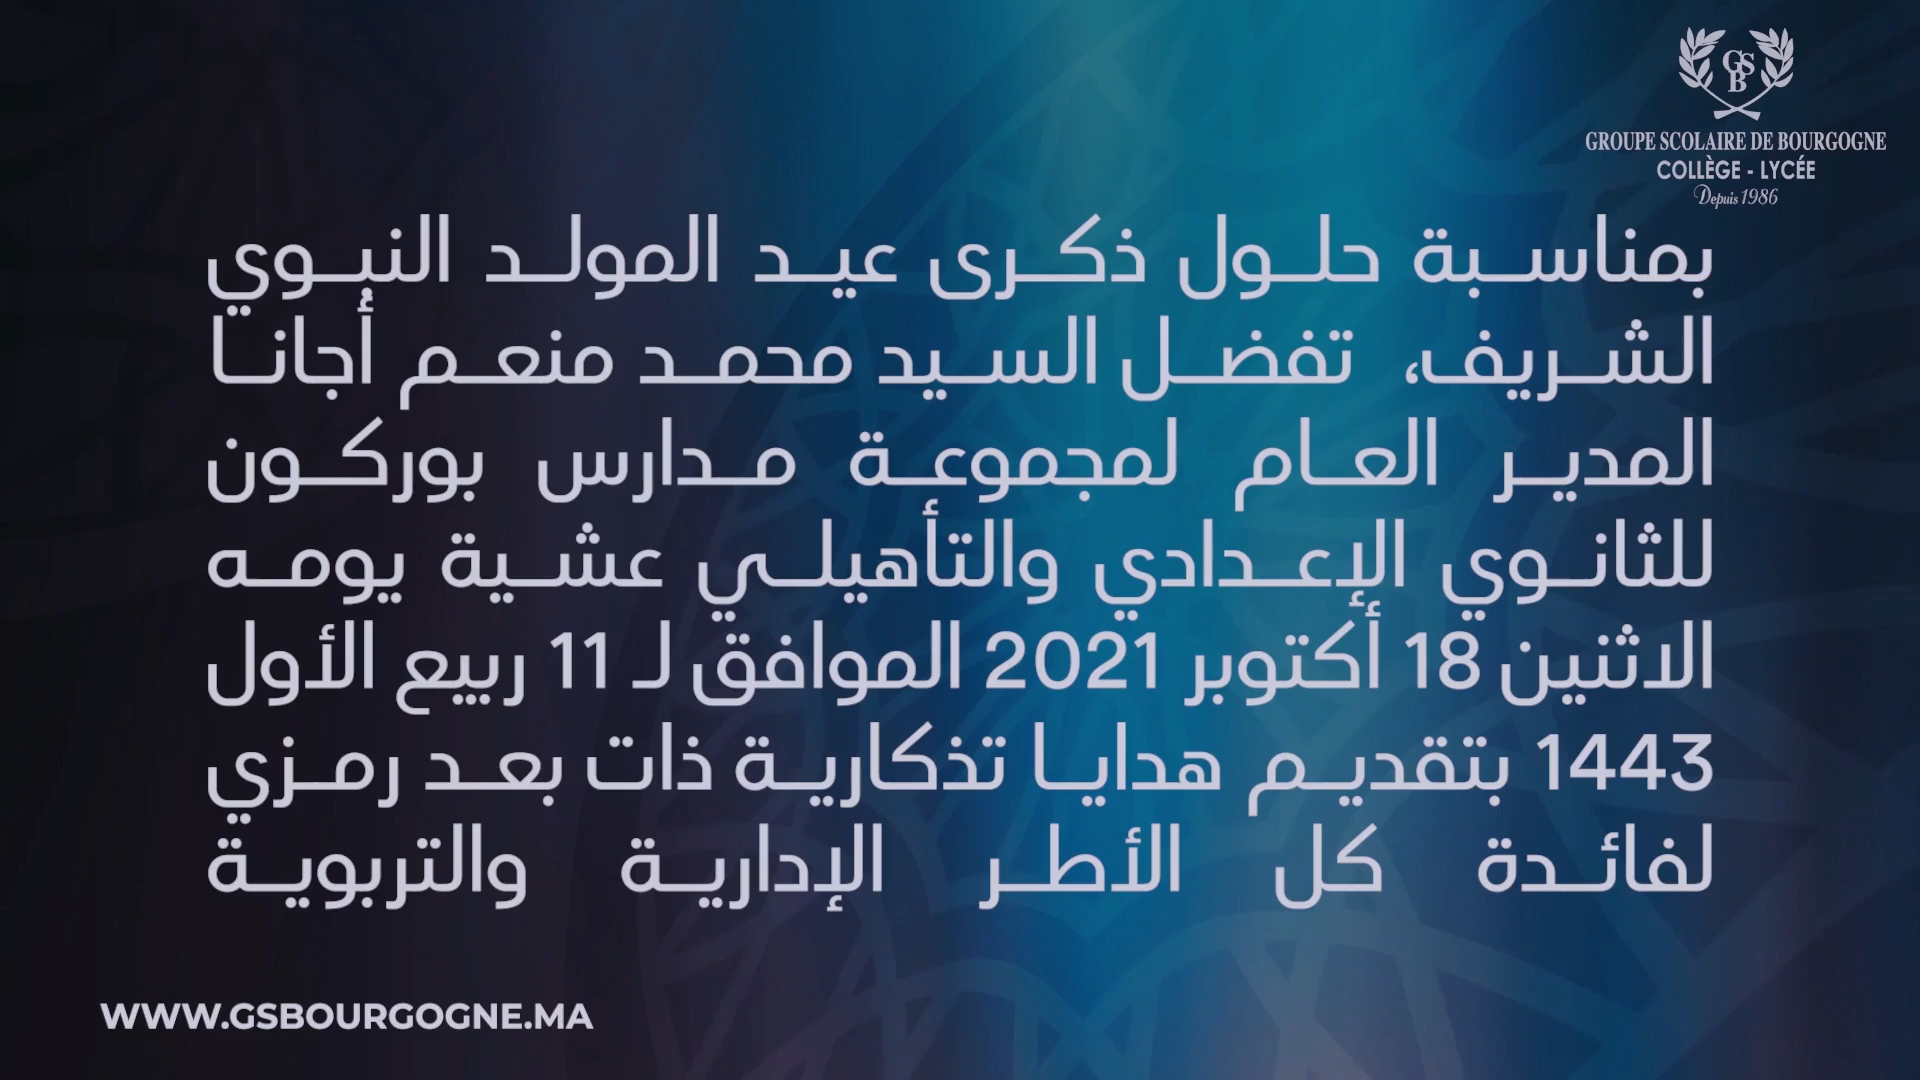 GSB
GROUPE SCOLAIRE DE BOURGOGNE
COLLÈGE - LYCÉE
Depuis 1986
بمناسبة حلول ذكرى عيد المولد النبوي
الشريف، تفضل السيد محمد منعم أجانا
المدير العام لمجموعة مدارس بوركون
للثانوي الإعدادي والتأهيلي عشية يومه
الاثنين 18 أكتوبر 2021 الموافق لـ 11 ربيع الأول
1443 بتقديم هدايا تذكارية ذات بعد رمزي
لفائدة كل الأطر الإدارية والتربوية
WWW.GSBOURGOGNE.MA